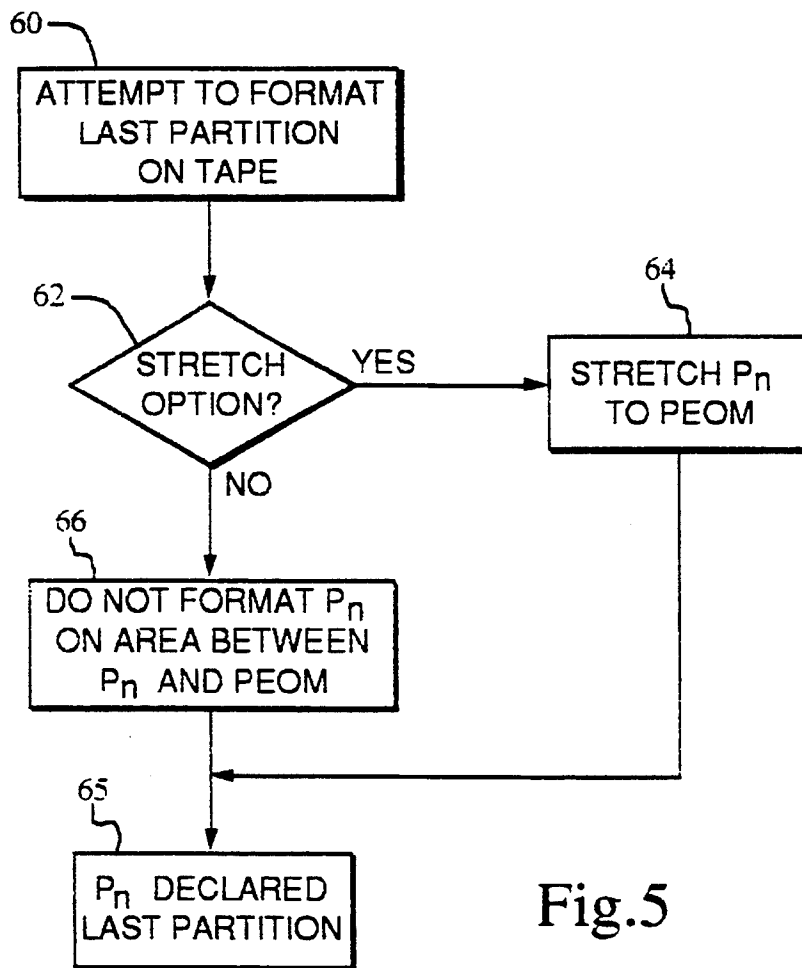 60
ATTEMPT TO FORMAT
LAST PARTITION
ON TAPE
62
STRETCH
OPTION?
YES
64
STRETCH Pn
TO PEOM
NO
66
DO NOT FORMAT Pn
ON AREA BETWEEN
Pn AND PEOM
65
Pn DECLARED
LAST PARTITION
Fig.5